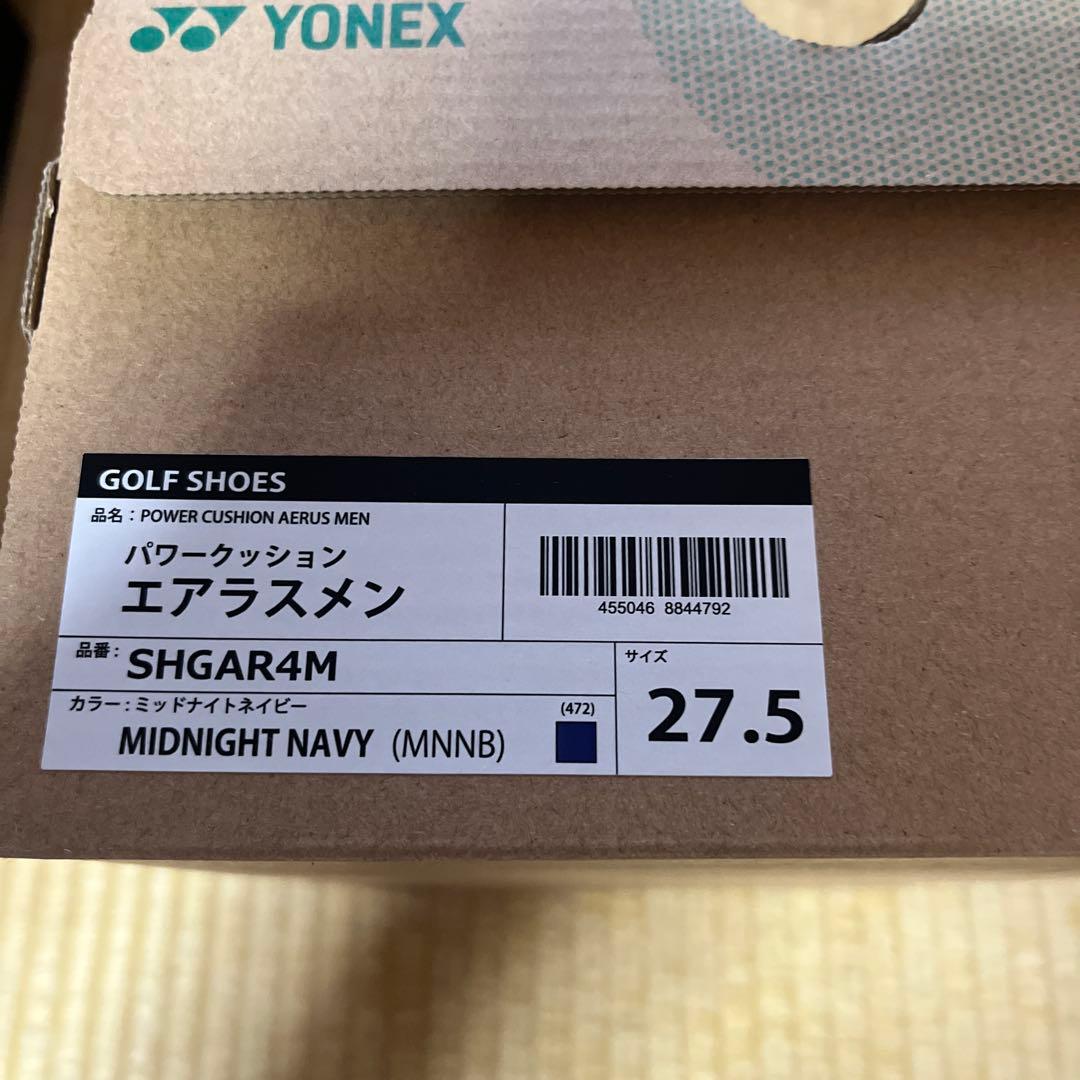 YONEX
GOLF SHOES
品名：POWER CUSHION AERUS MEN
パワークッション
エアラスメン
455046 8844792
品番：SHGAR4M
サイズ
27.5
カラー：ミッドナイトネイビー
(472)
MIDNIGHT NAVY (MNNB)